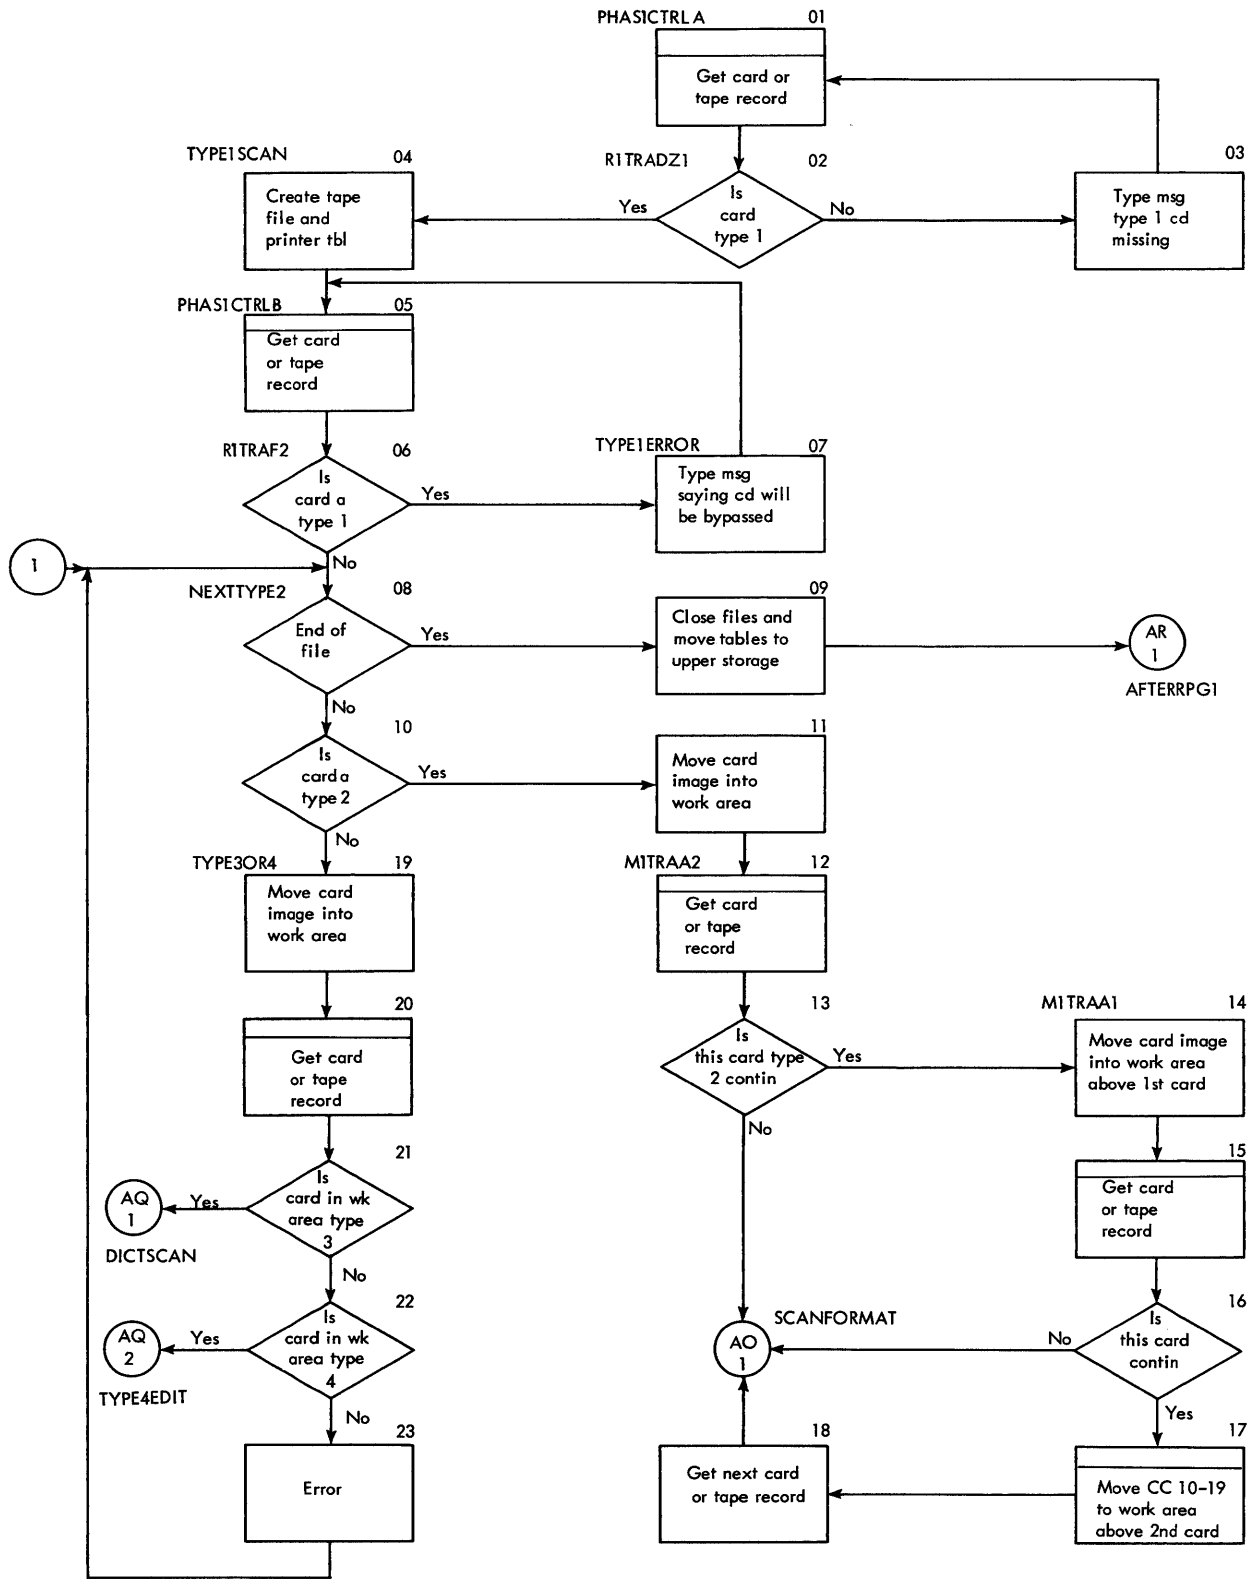 PHAS1CTRLA 01
Get card or
tape record
R1TRADZ1 02
Is
card
type 1
Yes
No
03
Type msg
type 1 cd
missing
TYPE1SCAN 04
Create tape
file and
printer tbl
PHAS1CTRLB 05
Get card
or tape
record
R1TRAF2 06
Is
card a
type 1
Yes
No
TYPE1ERROR 07
Type msg
saying cd will
be bypassed
1
NEXTTYPE2 08
End of
file
Yes
No
09
Close files and
move tables to
upper storage
AR
1
AFTERRPG1
10
Is
card a
type 2
Yes
No
11
Move card
image into
work area
M1TRAA2 12
Get card
or tape
record
13
Is
this card type
2 contin
Yes
No
M1TRAA1 14
Move card image
into work area
above 1st card
15
Get card
or tape
record
16
Is
this card
contin
No
Yes
17
Move CC 10-19
to work area
above 2nd card
18
Get next card
or tape record
SCANFORMAT
AO
1
TYPE3OR4 19
Move card
image into
work area
20
Get card
or tape
record
21
Is
card in wk
area type
3
Yes
No
AQ
1
DICTSCAN
22
Is
card in wk
area type
4
Yes
No
AQ
2
TYPE4EDIT
23
Error